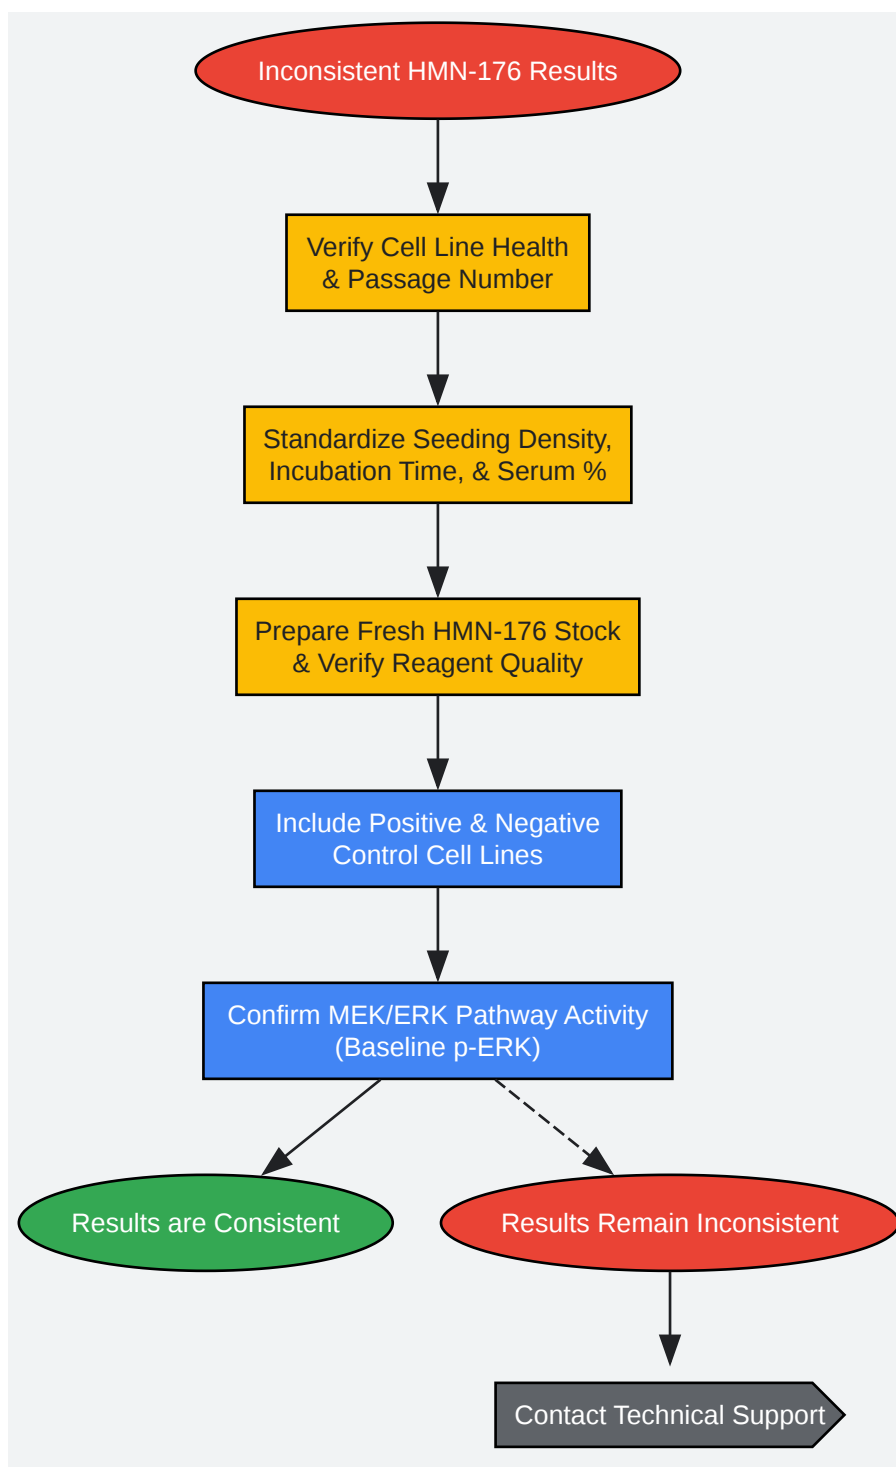 Inconsistent HMN-176 Results
Verify Cell Line Health
& Passage Number
Standardize Seeding Density,
Incubation Time, & Serum %
Prepare Fresh HMN-176 Stock
& Verify Reagent Quality
Include Positive & Negative
Control Cell Lines
Confirm MEK/ERK Pathway Activity
(Baseline p-ERK)
Results are Consistent
Results Remain Inconsistent
Contact Technical Support